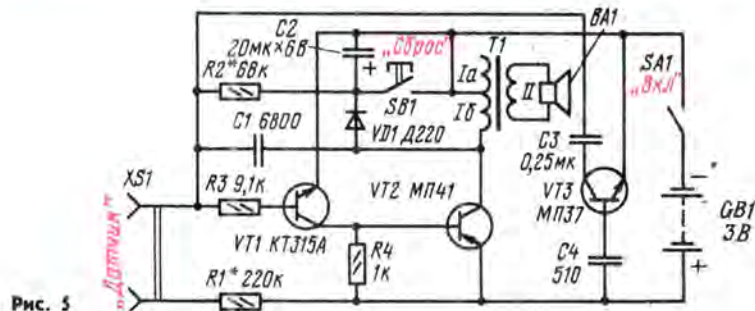 C2
20мк×6В
„Сброс"
T1
BA1
R2* 68к
SB1
Iа
Iб
II
SA1
„Вкл"
C1 6800
VD1 Д220
C3
0,25мк
XS1
R3 9,1к
VT2 МП41
VT3
МП37
GB1
3В
„Датчик"
VT1 КТ315А
R4
1к
C4
510
R1* 220к
Рис. 5